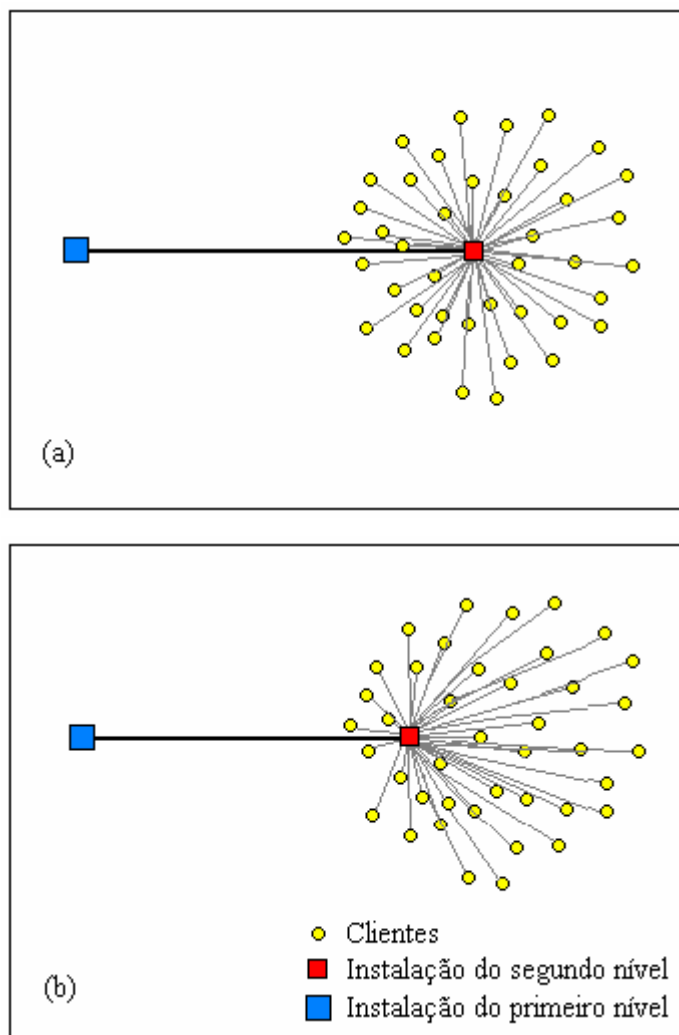 (a)
Clientes
Instalação do segundo nível
(b)
Instalação do primeiro nível